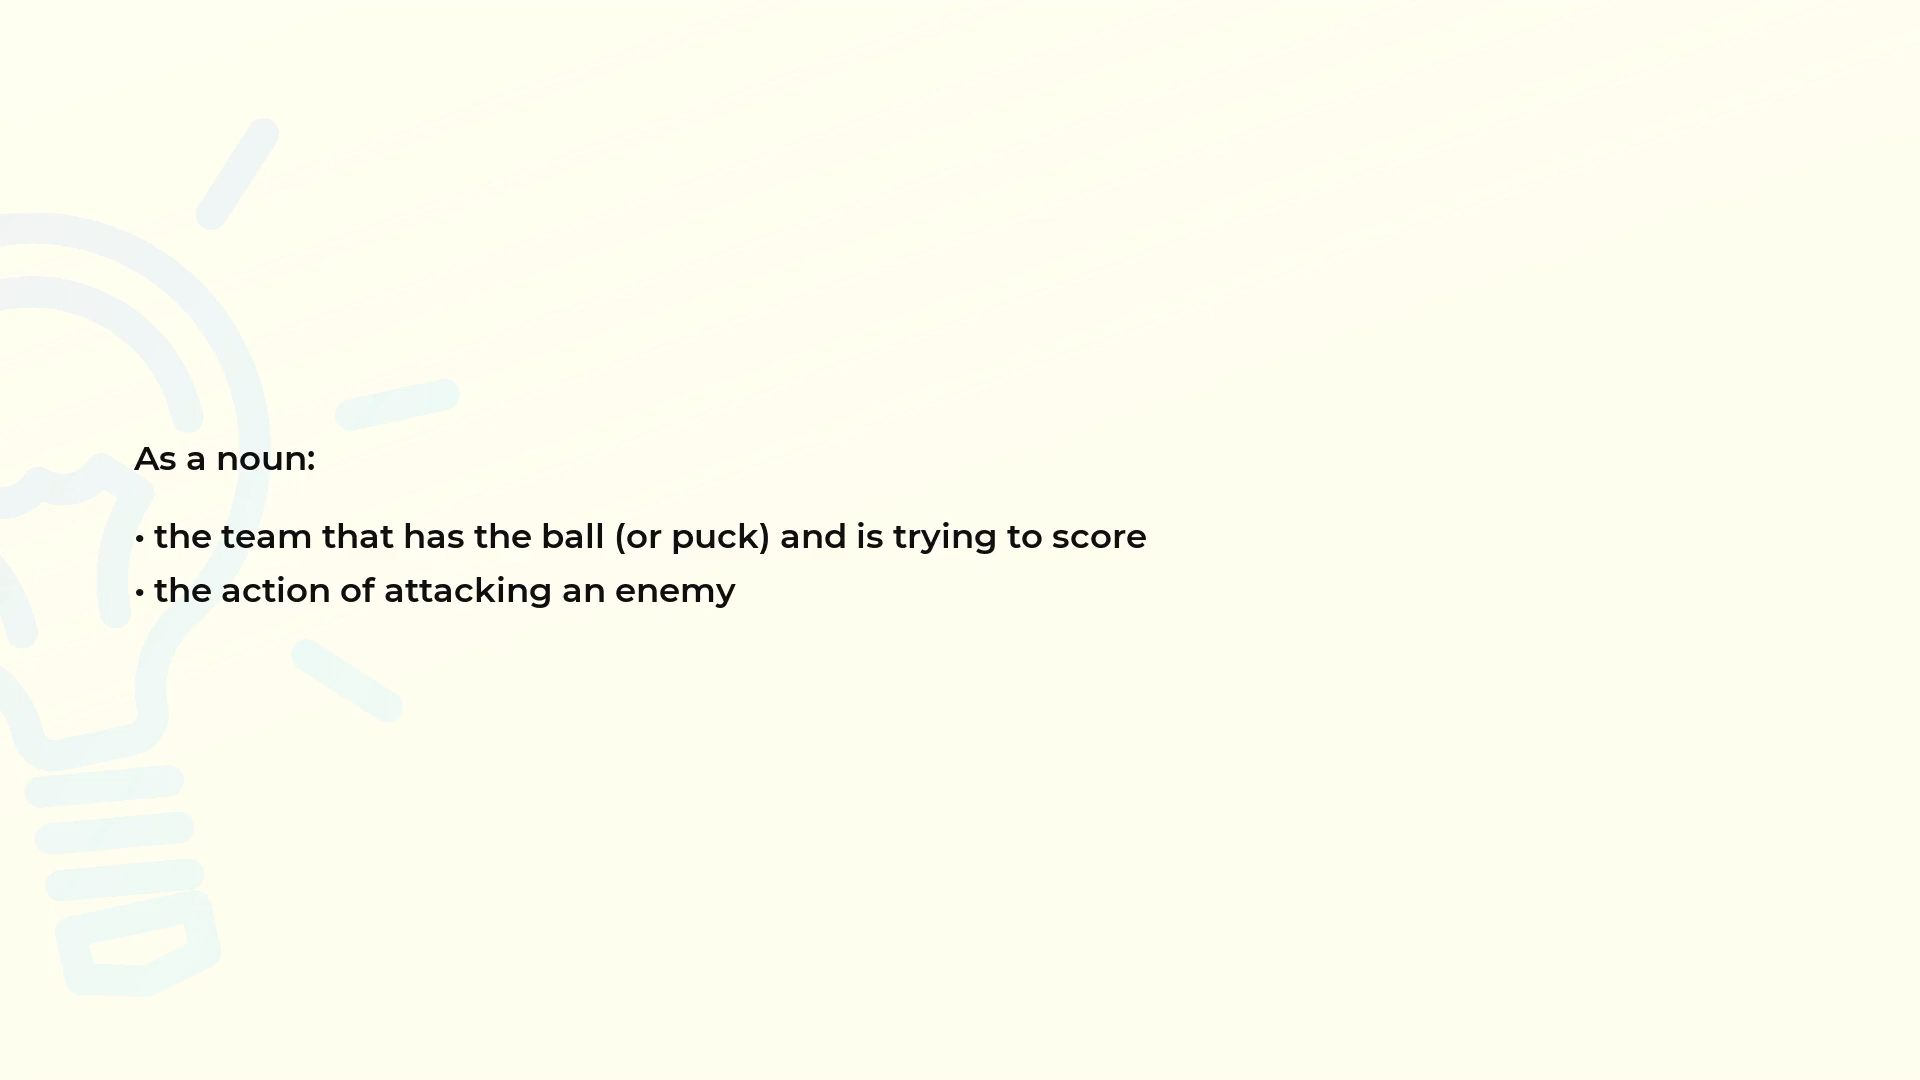 As a noun:
• the team that has the ball (or puck) and is trying to score
• the action of attacking an enemy